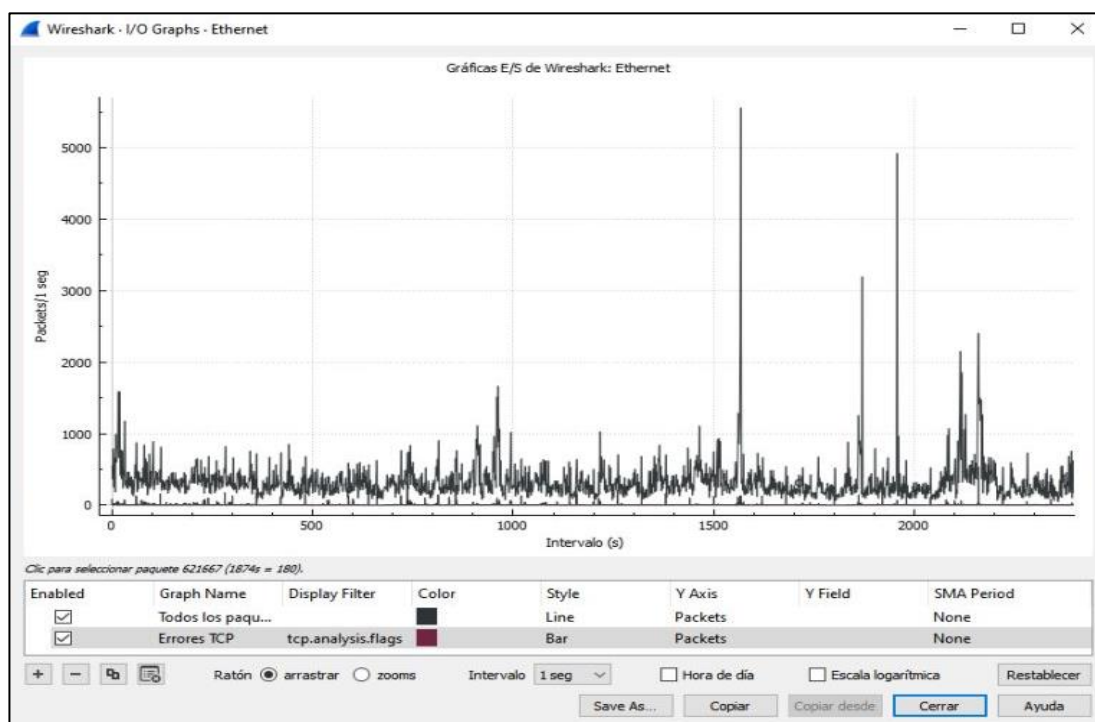 Wireshark · I/O Graphs - Ethernet
Gráficas E/S de Wireshark: Ethernet
Packets/1 seg
5000
4000
3000
2000
1000
0
0 500 1000 1500 2000
Intervalo (s)
Clic para seleccionar paquete 621667 (1874s = 180).
Enabled Graph Name Display Filter Color Style Y Axis Y Field SMA Period
Todos los paqu... Line Packets None
Errores TCP tcp.analysis.flags Bar Packets None
Ratón arrastrar zooms Intervalo 1 seg Hora de día Escala logarítmica Restablecer
Save As... Copiar Copiar desde Cerrar Ayuda